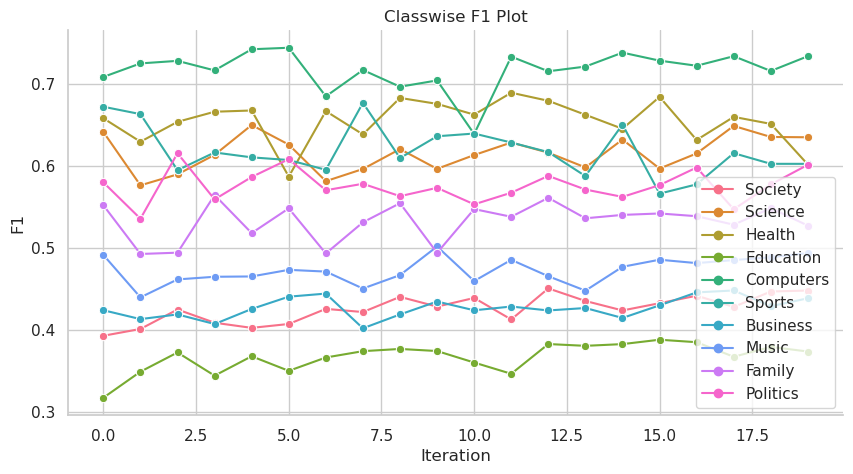 Classwise F1 Plot
F1
0.7
0.6
0.5
0.4
0.3
0.0 2.5 5.0 7.5 10.0 12.5 15.0 17.5
Iteration
Society
Science
Health
Education
Computers
Sports
Business
Music
Family
Politics